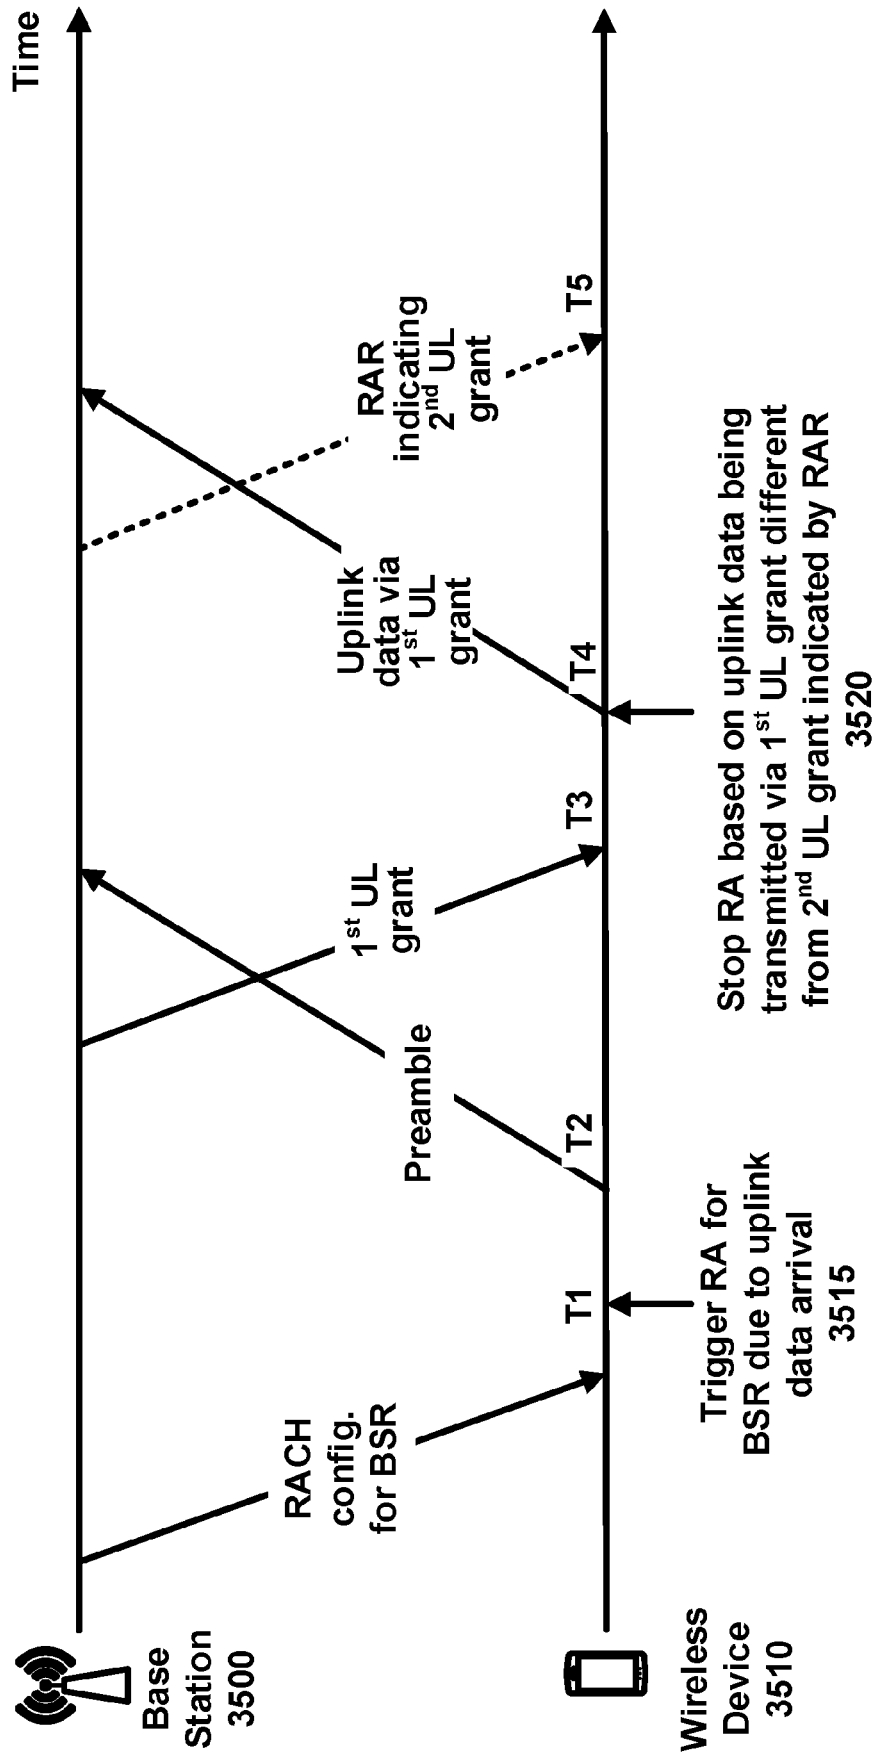 Time
Base
Station
3500
RACH
config.
for BSR
Preamble
1st UL
grant
Uplink
data via
1st UL
grant
RAR
indicating
2nd UL
grant
T1
T2
T3
T4
T5
Wireless
Device
3510
Trigger RA for
BSR due to uplink
data arrival
3515
Stop RA based on uplink data being
transmitted via 1st UL grant different
from 2nd UL grant indicated by RAR
3520